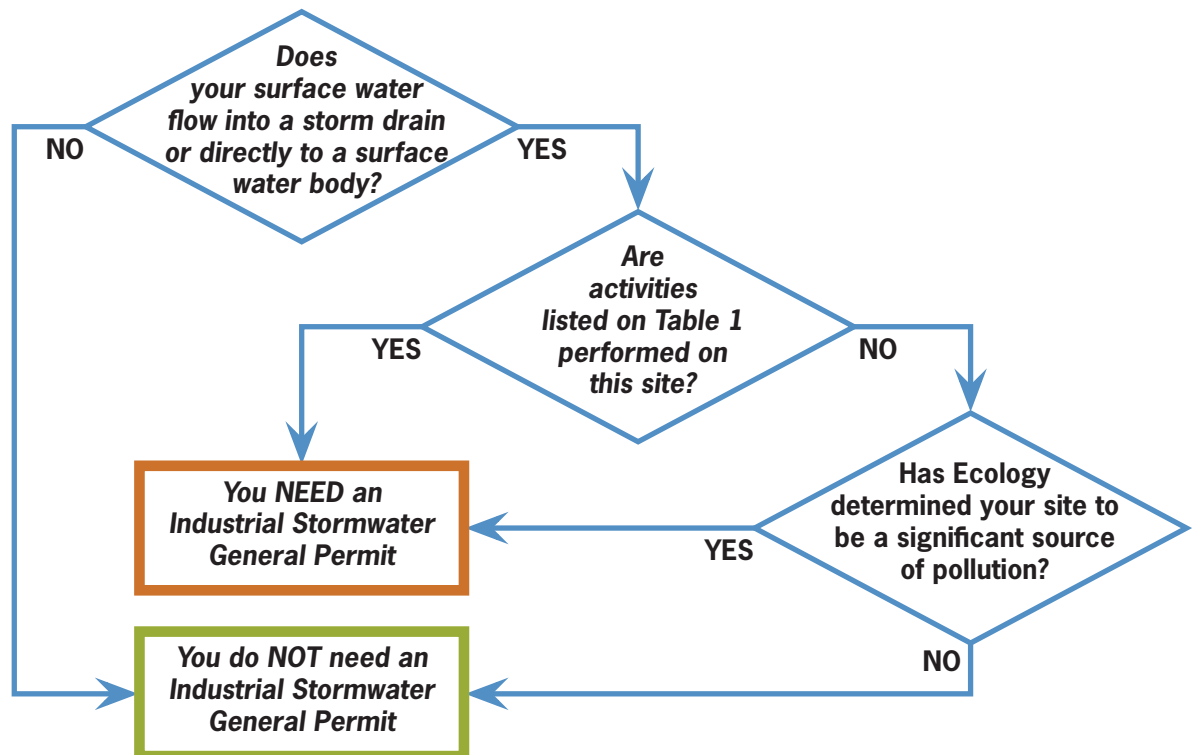 Does
your surface water
flow into a storm drain
or directly to a surface
water body?
NO
YES
Are
activities
listed on Table 1
performed on
this site?
YES
NO
Has Ecology
determined your site to
be a significant source
of pollution?
YES
NO
You NEED an
Industrial Stormwater
General Permit
You do NOT need an
Industrial Stormwater
General Permit